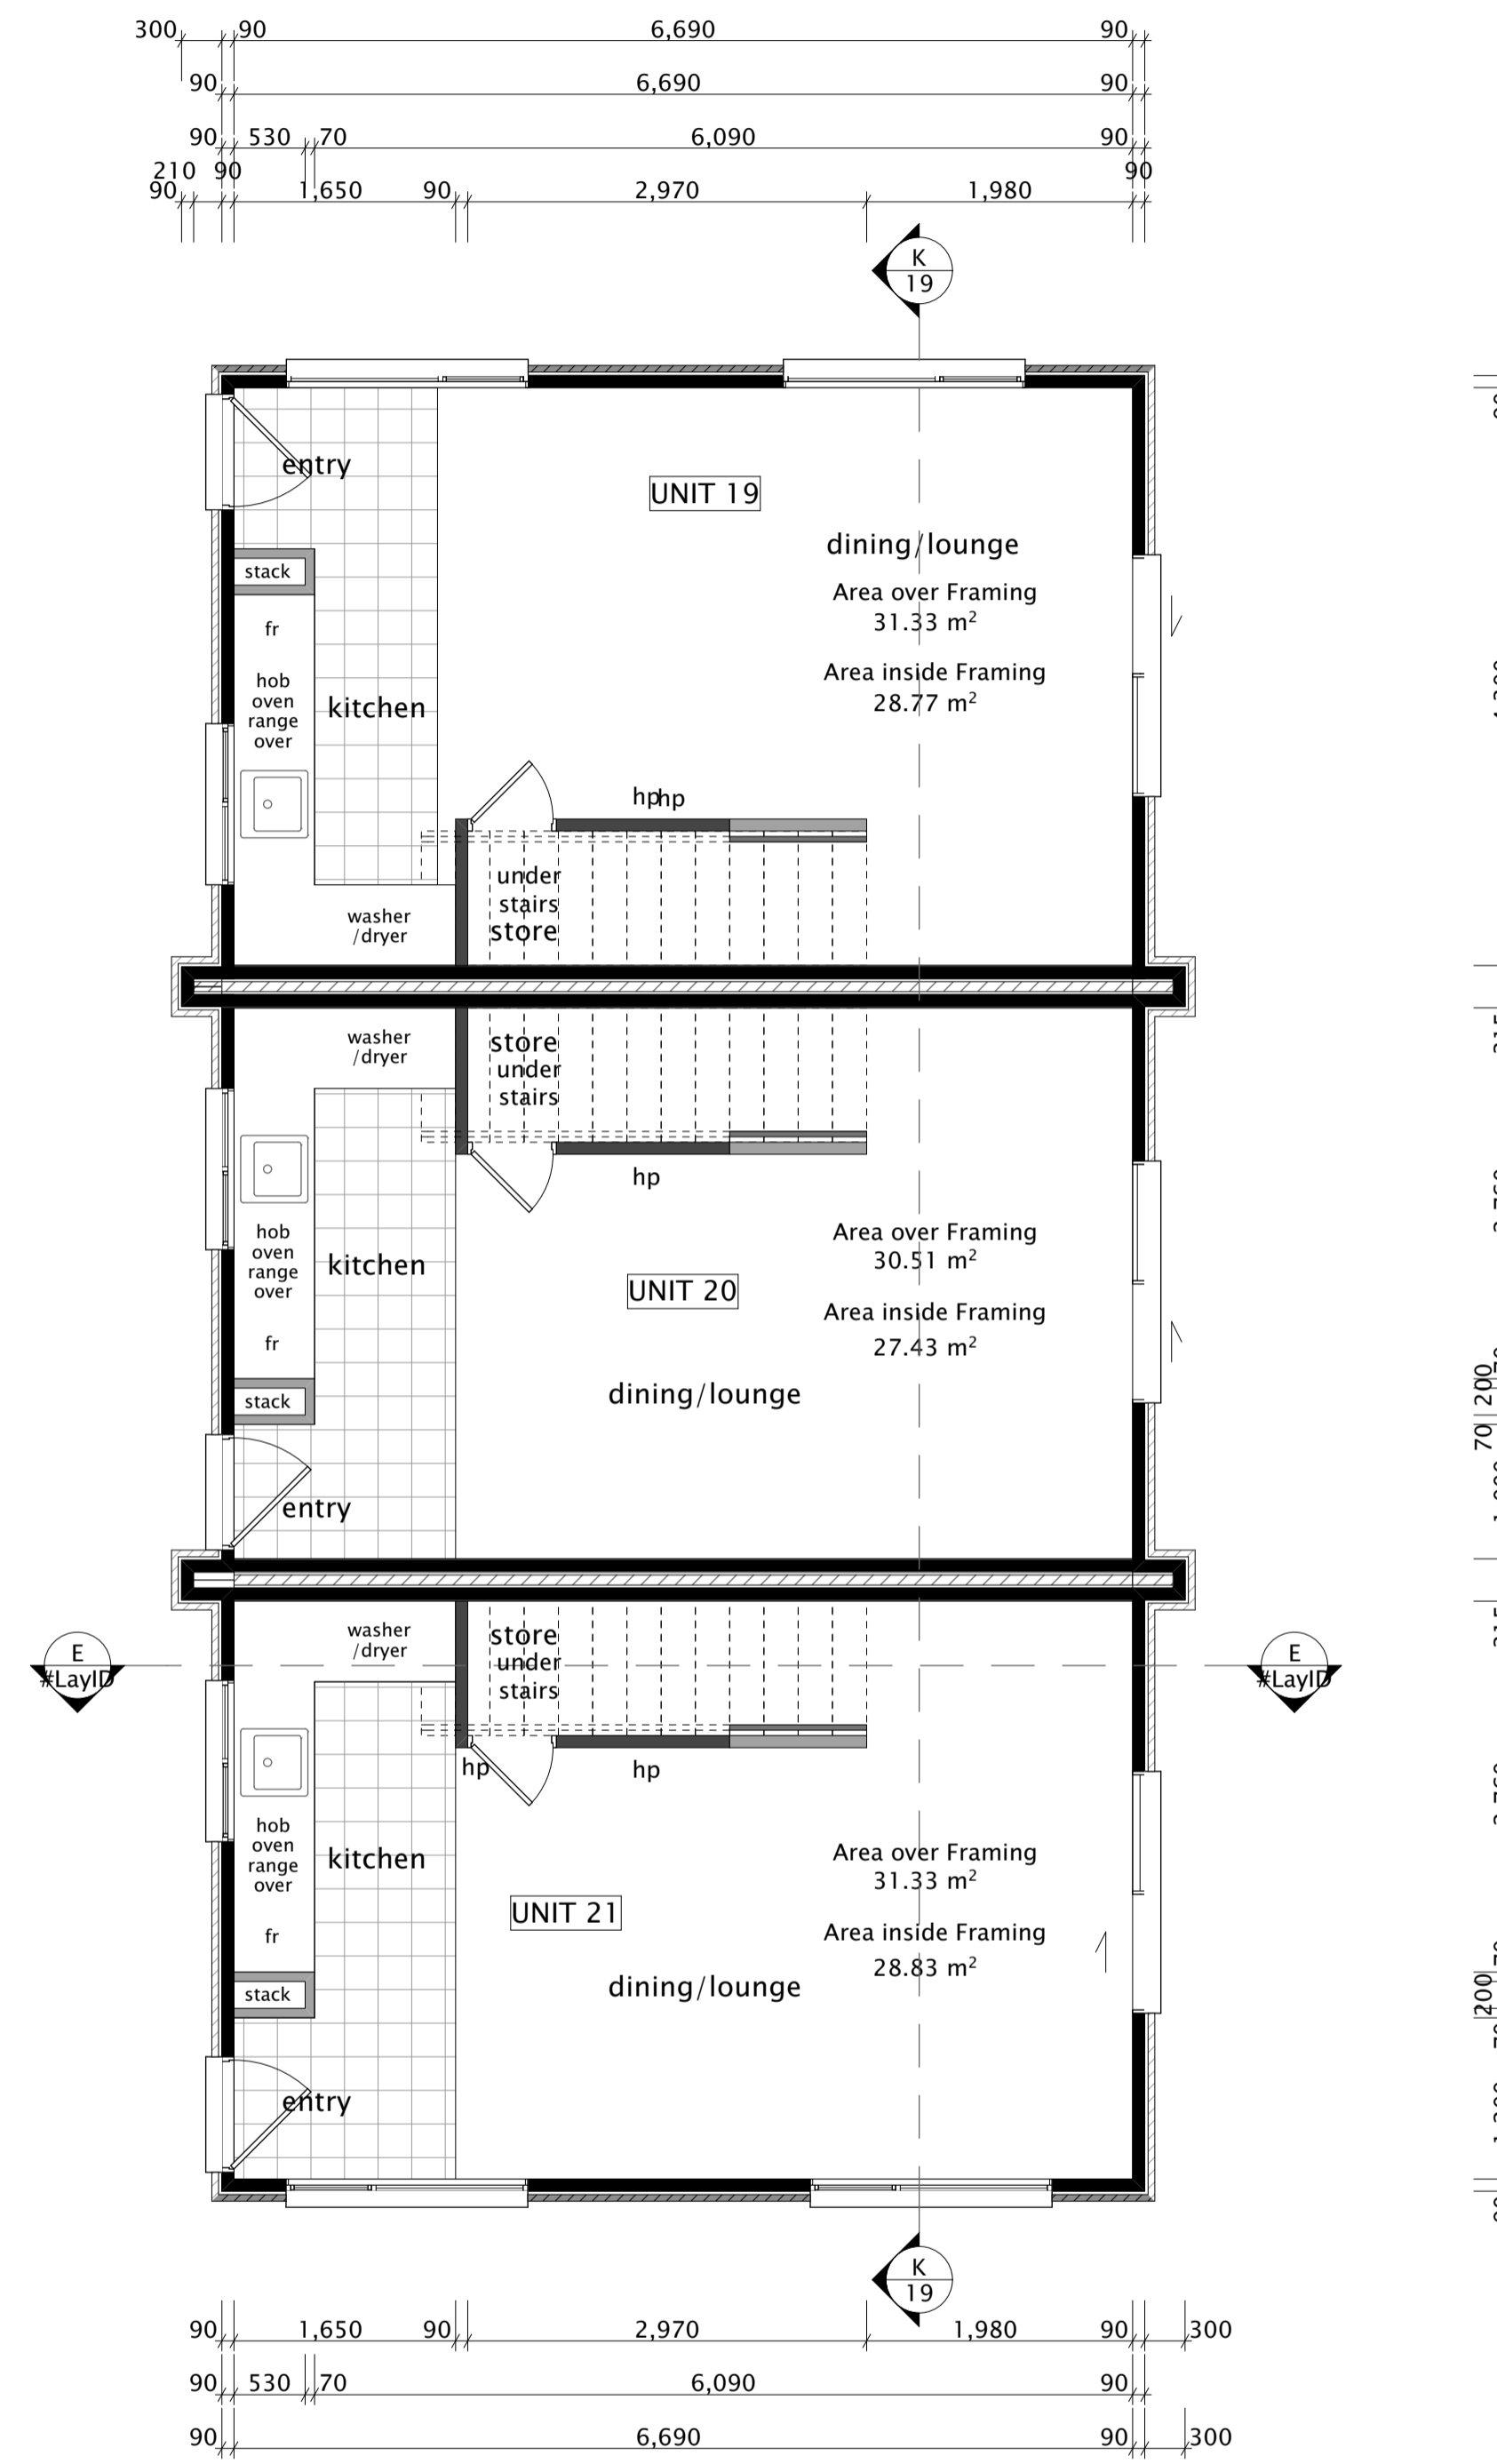 300 90 6,690 90
90 6,690 90
90 530 70 6,090 90
210 90 90
90 1,650 90 2,970 1,980
K
19
entry
UNIT 19
dining/lounge
stack
Area over Framing
31.33 m²
fr
Area inside Framing
28.77 m²
hob
oven
range
over
kitchen
hp
hp
under
stairs
store
washer
/dryer
washer
/dryer
store
under
stairs
hp
hob
oven
range
over
kitchen
Area over Framing
30.51 m²
UNIT 20
Area inside Framing
27.43 m²
fr
dining/lounge
stack
200
70
entry
washer
/dryer
store
under
stairs
E
#LayID
E
#LayID
hp
hp
hob
oven
range
over
kitchen
Area over Framing
31.33 m²
UNIT 21
Area inside Framing
28.83 m²
fr
dining/lounge
stack
200
entry
K
19
90 1,650 90 2,970 1,980 90 300
90 530 70 6,090 90
90 6,690 90 300